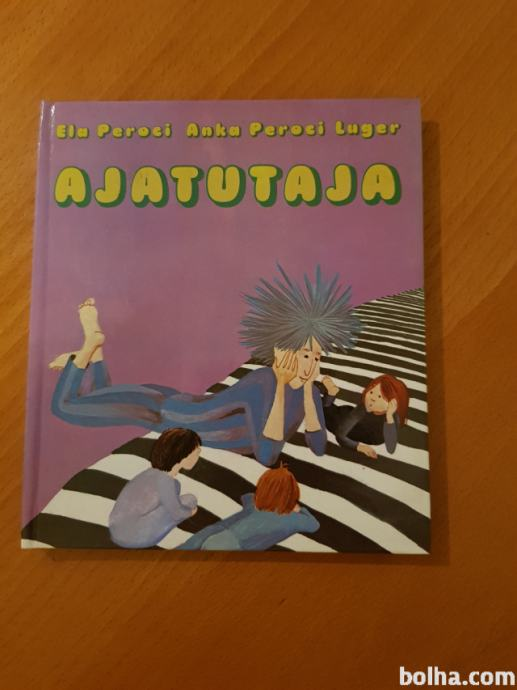 Ela Peroci Anka Peroci Luger
AJATUTAJA
bolha.com